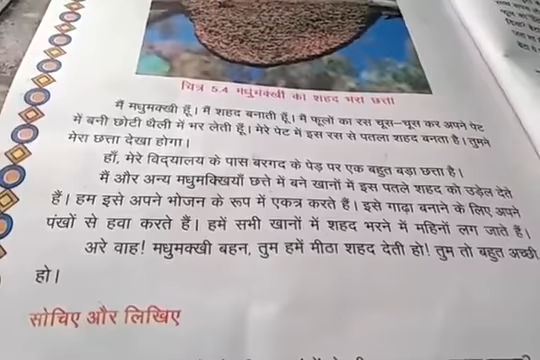 चित्र 5.4 मधुमक्खी का शहद भरा छत्ता
मैं मधुमक्खी हूँ। मैं शहद बनाती हूँ। मैं फूलों का रस चूस-चूस कर अपने पेट
में बनी छोटी थैली में भर लेती हूँ। मेरे पेट में इस रस से पतला शहद बनता है। तुमने
मेरा छत्ता देखा होगा।
हाँ, मेरे विद्यालय के पास बरगद के पेड़ पर एक बहुत बड़ा छत्ता है।
मैं और अन्य मधुमक्खियाँ छत्ते में बने खानों में इस पतले शहद को उड़ेल देते
हैं। हम इसे अपने भोजन के रूप में एकत्र करते हैं। इसे गाढ़ा बनाने के लिए अपने
पंखों से हवा करते हैं। हमें सभी खानों में शहद भरने में महिनों लग जाते हैं।
अरे वाह! मधुमक्खी बहन, तुम हमें मीठा शहद देती हो! तुम तो बहुत अच्छी
हो।
सोचिए और लिखिए